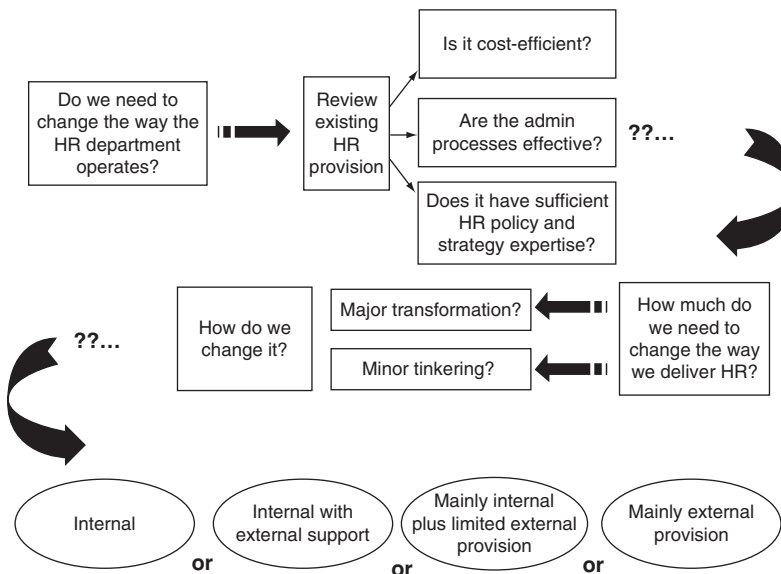 Is it cost-efficient?
Do we need to
change the way the
HR department
operates?
Review
existing
HR
provision
Are the admin
processes effective?
??...
Does it have sufficient
HR policy and
strategy expertise?
How much do
we need to
change the way
we deliver HR?
Major transformation?
Minor tinkering?
How do we
change it?
??...
Internal
or
Internal with
external support
or
Mainly internal
plus limited external
provision
or
Mainly external
provision